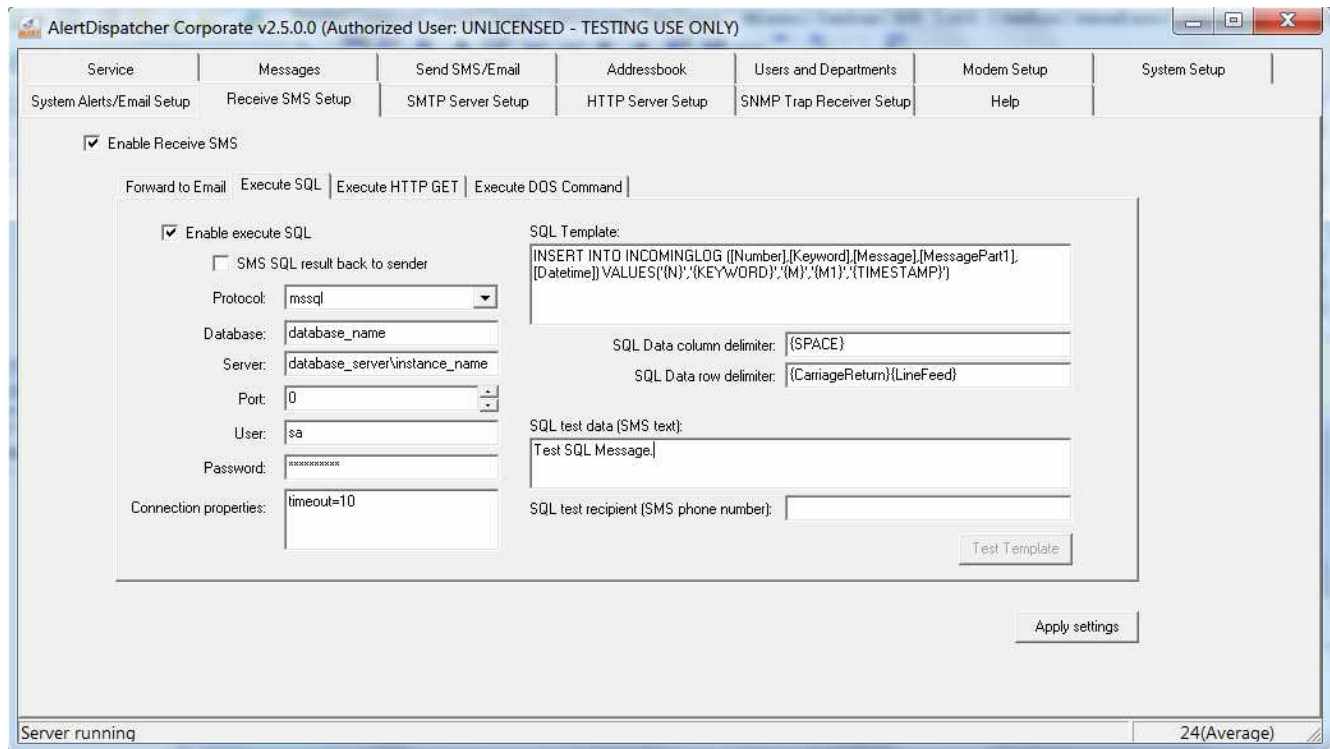 AlertDispatcher Corporate v2.5.0.0 (Authorized User: UNLICENSED - TESTING USE ONLY)
Service Messages Send SMS/Email Addressbook Users and Departments Modem Setup System Setup
System Alerts/Email Setup Receive SMS Setup SMTP Server Setup HTTP Server Setup SNMP Trap Receiver Setup Help
Enable Receive SMS
Forward to Email Execute SQL Execute HTTP GET Execute DOS Command
Enable execute SQL
SMS SQL result back to sender
Protocol: mssql
Database: database_name
Server: database_server\instance_name
Port: 0
User: sa
Password: **********
Connection properties: timeout=10
SQL Template:
INSERT INTO INCOMINGLOG ([Number],[Keyword],[Message],[MessagePart1],
[Datetime]) VALUES('{N}','{KEYWORD}','{M}','{M1}','{TIMESTAMP}')
SQL Data column delimiter: {SPACE}
SQL Data row delimiter: {CarriageReturn}{LineFeed}
SQL test data (SMS text):
Test SQL Message.
SQL test recipient (SMS phone number):
Test Template
Apply settings
Server running 24(Average)